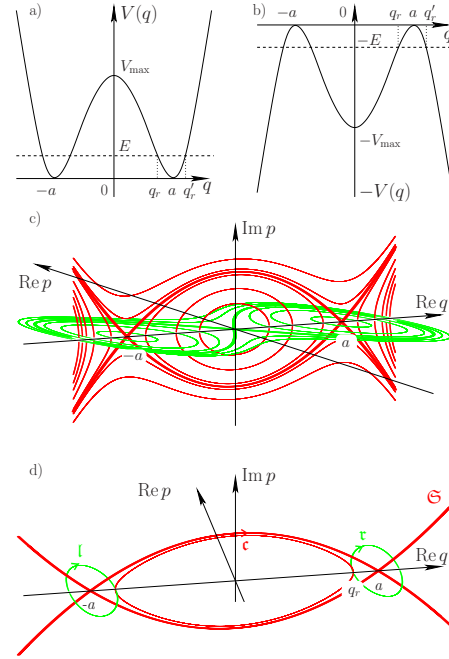 a)
V(q)
V_max
E
−a
0
q_r
a
q′_r
q
b)
−a
0
q_r
a
q′_r
q
−E
−V_max
−V(q)
c)
Im p
Re p
Re q
−a
a
d)
Im p
Re p
𝔖
𝔩
𝔠
𝔯
Re q
-a
q_r
a